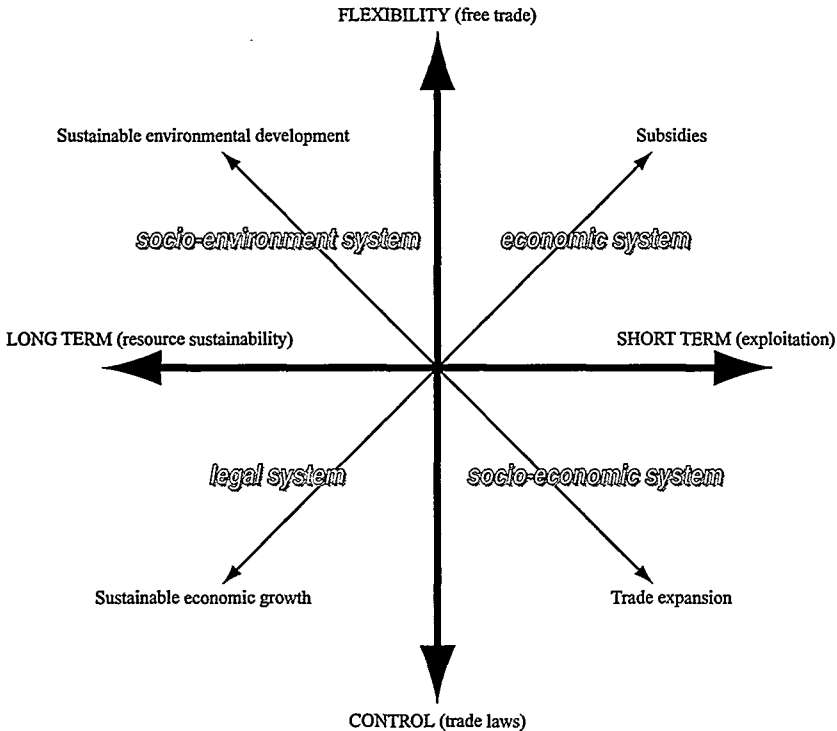 FLEXIBILITY (free trade)
Sustainable environmental development
Subsidies
socio-environment system
economic system
LONG TERM (resource sustainability)
SHORT TERM (exploitation)
legal system
socio-economic system
Sustainable economic growth
Trade expansion
CONTROL (trade laws)